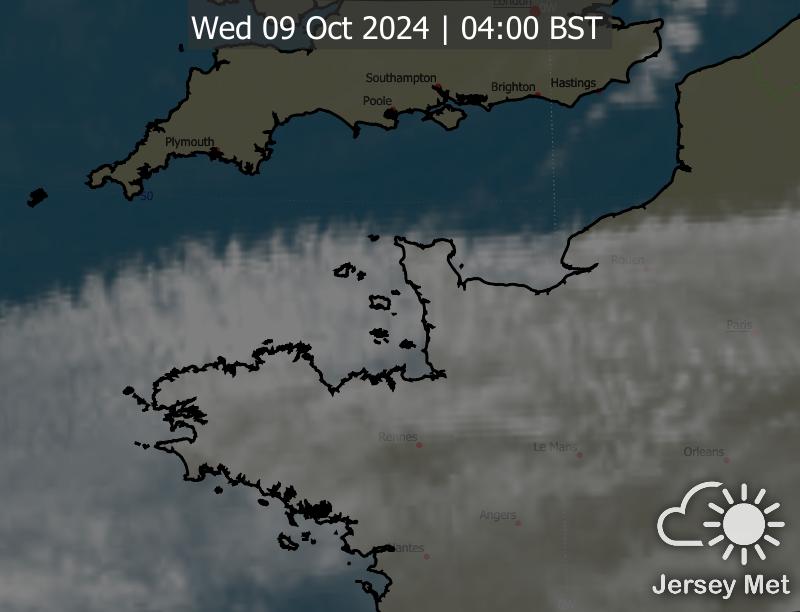 London
Wed 09 Oct 2024 | 04:00 BST
Southampton
Brighton
Hastings
Poole
Plymouth
50
Rouen
Paris
Rennes
Le Mans
Orleans
Angers
Nantes
Jersey Met